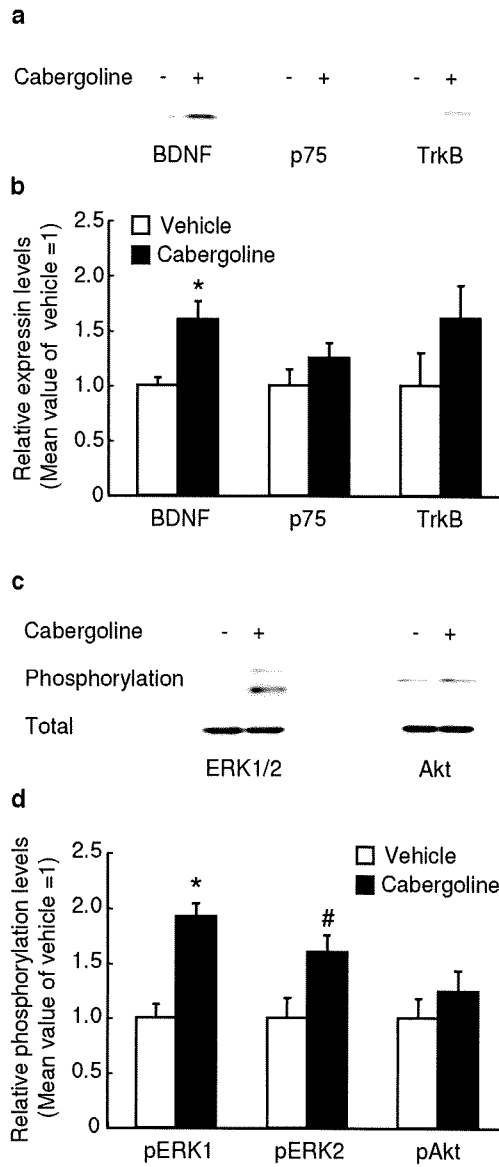 a
Cabergoline - + - + - +
BDNF p75 TrkB
b
Relative expressin levels
(Mean value of vehicle =1)
2.5
2.0
1.5
1.0
0.5
0
Vehicle
Cabergoline
*
BDNF p75 TrkB
c
Cabergoline - + - +
Phosphorylation
Total
ERK1/2 Akt
d
Relative phosphorylation levels
(Mean value of vehicle =1)
2.5
2.0
1.5
1.0
0.5
0
Vehicle
Cabergoline
*
#
pERK1 pERK2 pAkt